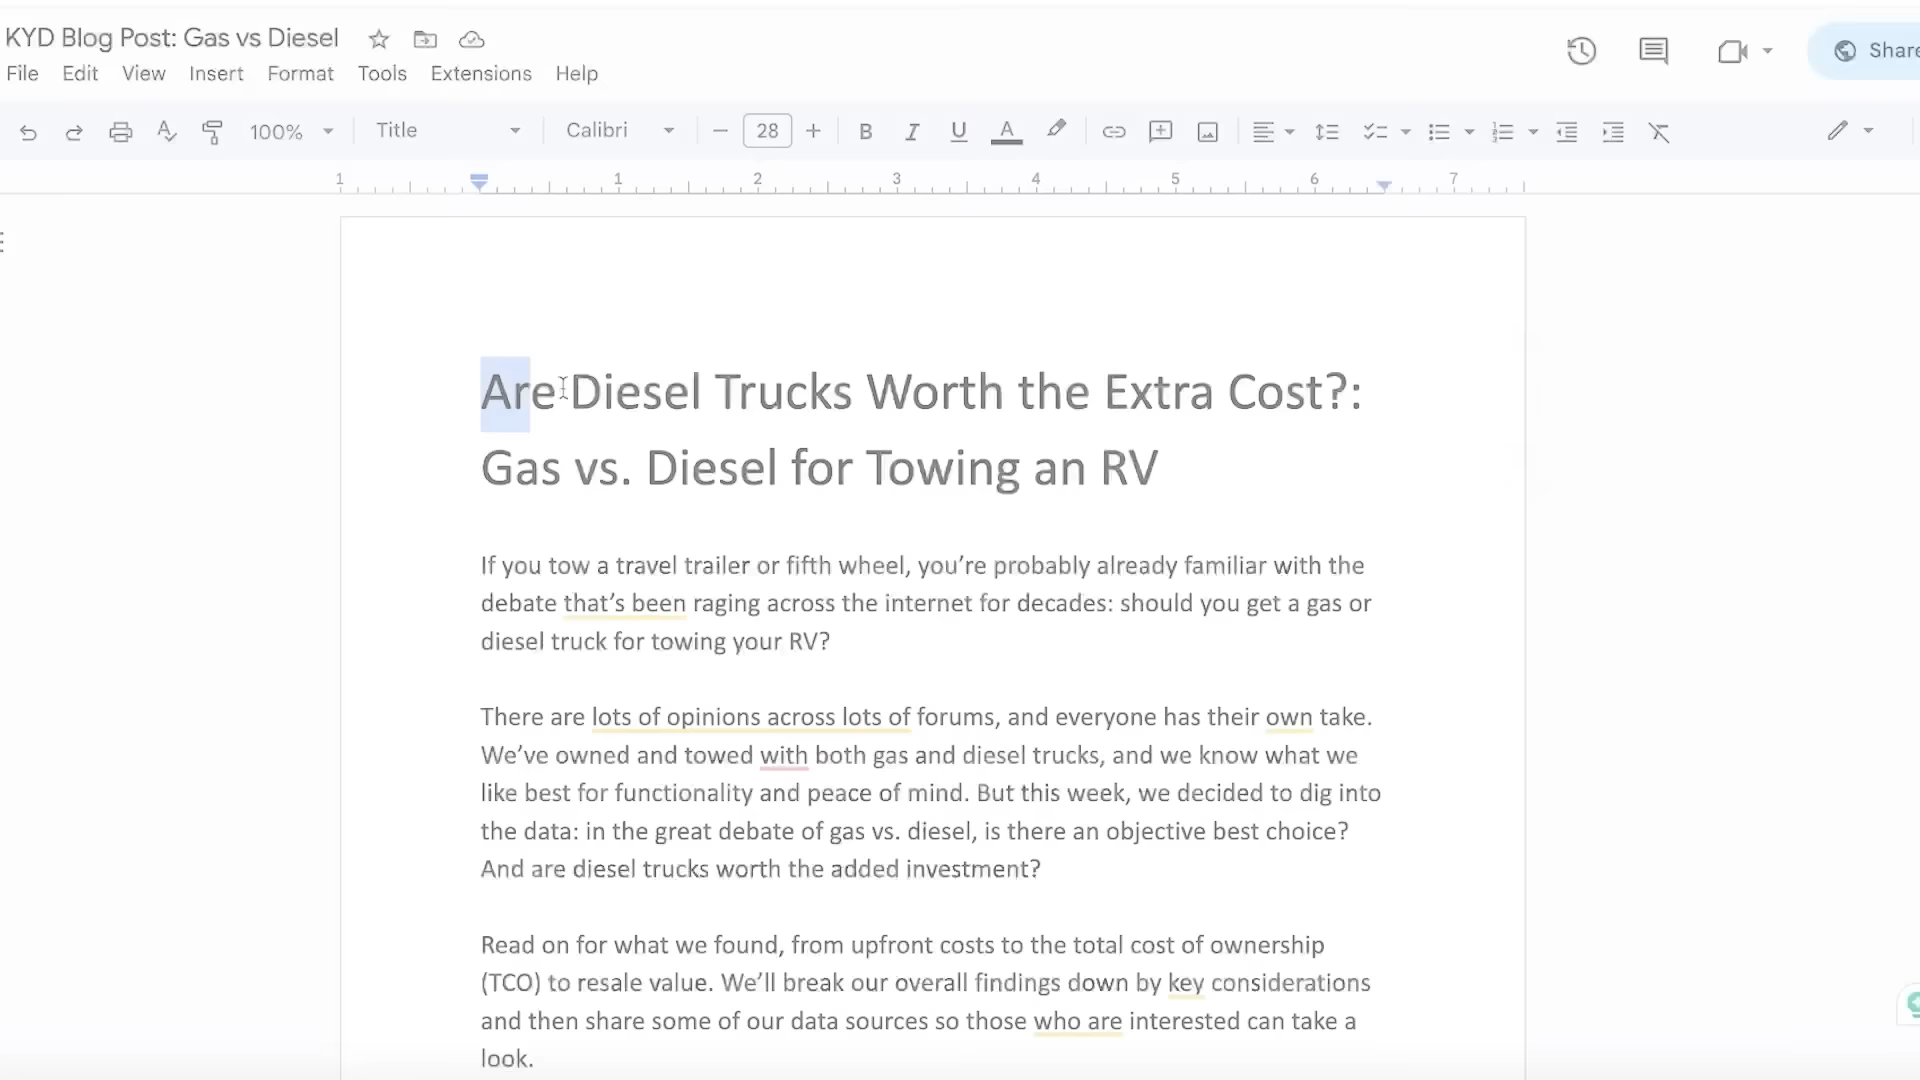 KYD Blog Post: Gas vs Diesel
File Edit View Insert Format Tools Extensions Help
Share
100% Title Calibri 28
1 1 2 3 4 5 6 7
Are Diesel Trucks Worth the Extra Cost?:
Gas vs. Diesel for Towing an RV
If you tow a travel trailer or fifth wheel, you’re probably already familiar with the
debate that’s been raging across the internet for decades: should you get a gas or
diesel truck for towing your RV?
There are lots of opinions across lots of forums, and everyone has their own take.
We’ve owned and towed with both gas and diesel trucks, and we know what we
like best for functionality and peace of mind. But this week, we decided to dig into
the data: in the great debate of gas vs. diesel, is there an objective best choice?
And are diesel trucks worth the added investment?
Read on for what we found, from upfront costs to the total cost of ownership
(TCO) to resale value. We’ll break our overall findings down by key considerations
and then share some of our data sources so those who are interested can take a
look.